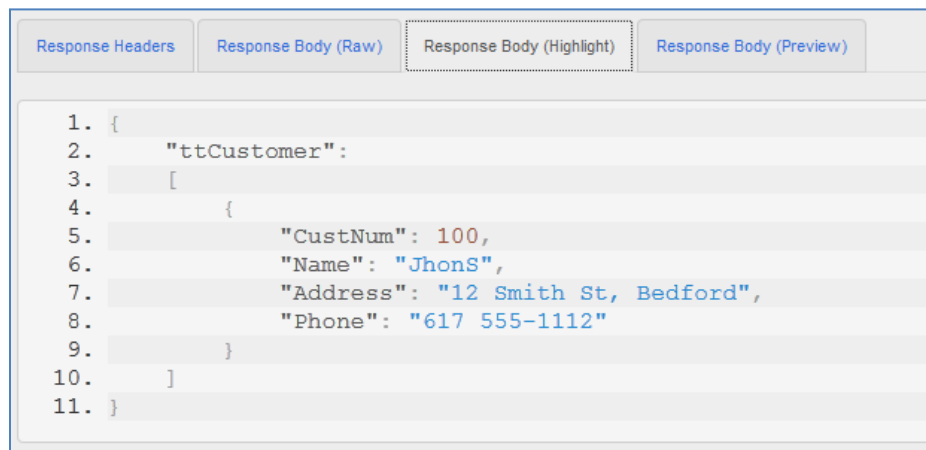 Response Headers Response Body (Raw) Response Body (Highlight) Response Body (Preview)
1. {
2. "ttCustomer":
3. [
4. {
5. "CustNum": 100,
6. "Name": "JhonS",
7. "Address": "12 Smith St, Bedford",
8. "Phone": "617 555-1112"
9. }
10. ]
11. }